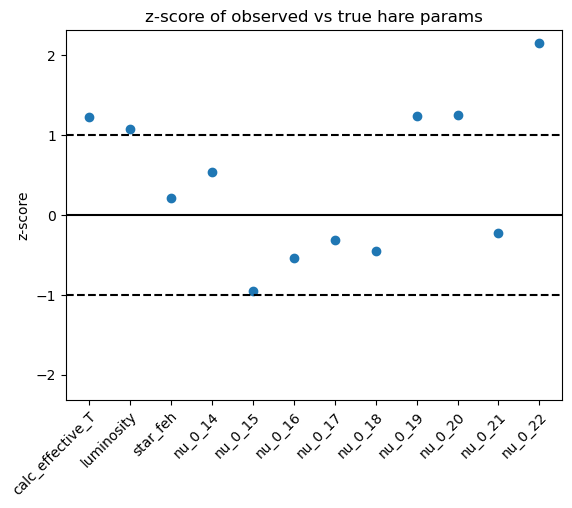 z-score of observed vs true hare params
z-score
2
1
0
−1
−2
calc_effective_T
luminosity
star_feh
nu_0_14
nu_0_15
nu_0_16
nu_0_17
nu_0_18
nu_0_19
nu_0_20
nu_0_21
nu_0_22